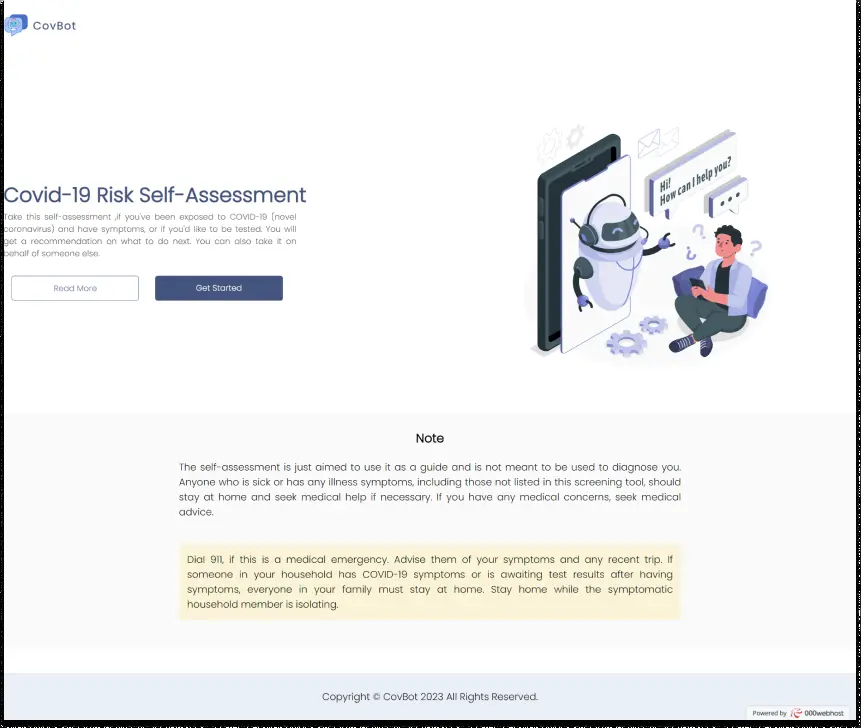 CovBot
Hi!
How can I help you?
Covid-19 Risk Self-Assessment
Take this self-assessment ,if you've been exposed to COVID-19 (novel
coronavirus) and have symptoms, or if you'd like to be tested. You will
get a recommendation on what to do next. You can also take it on
behalf of someone else.
Read More
Get Started
Note
The self-assessment is just aimed to use it as a guide and is not meant to be used to diagnose you.
Anyone who is sick or has any illness symptoms, including those not listed in this screening tool, should
stay at home and seek medical help if necessary. If you have any medical concerns, seek medical
advice.
Dial 911, if this is a medical emergency. Advise them of your symptoms and any recent trip. If
someone in your household has COVID-19 symptoms or is awaiting test results after having
symptoms, everyone in your family must stay at home. Stay home while the symptomatic
household member is isolating.
Copyright © CovBot 2023 All Rights Reserved.
Powered by 000webhost